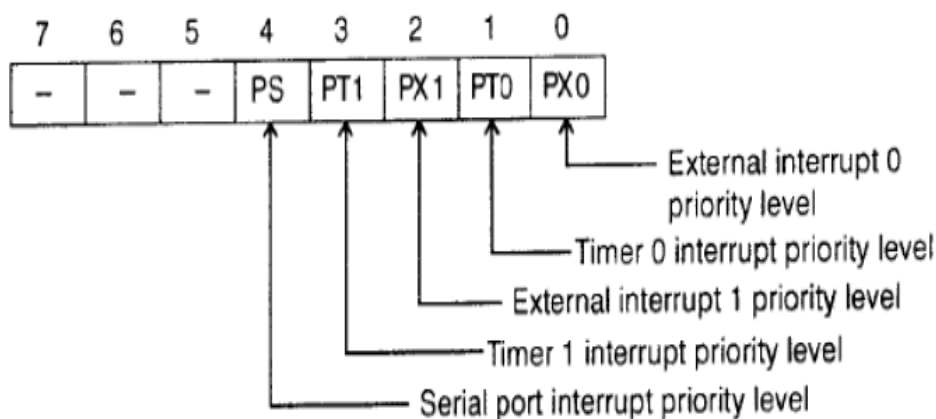 7 6 5 4 3 2 1 0
– – – PS PT1 PX1 PT0 PX0
External interrupt 0
priority level
Timer 0 interrupt priority level
External interrupt 1 priority level
Timer 1 interrupt priority level
Serial port interrupt priority level